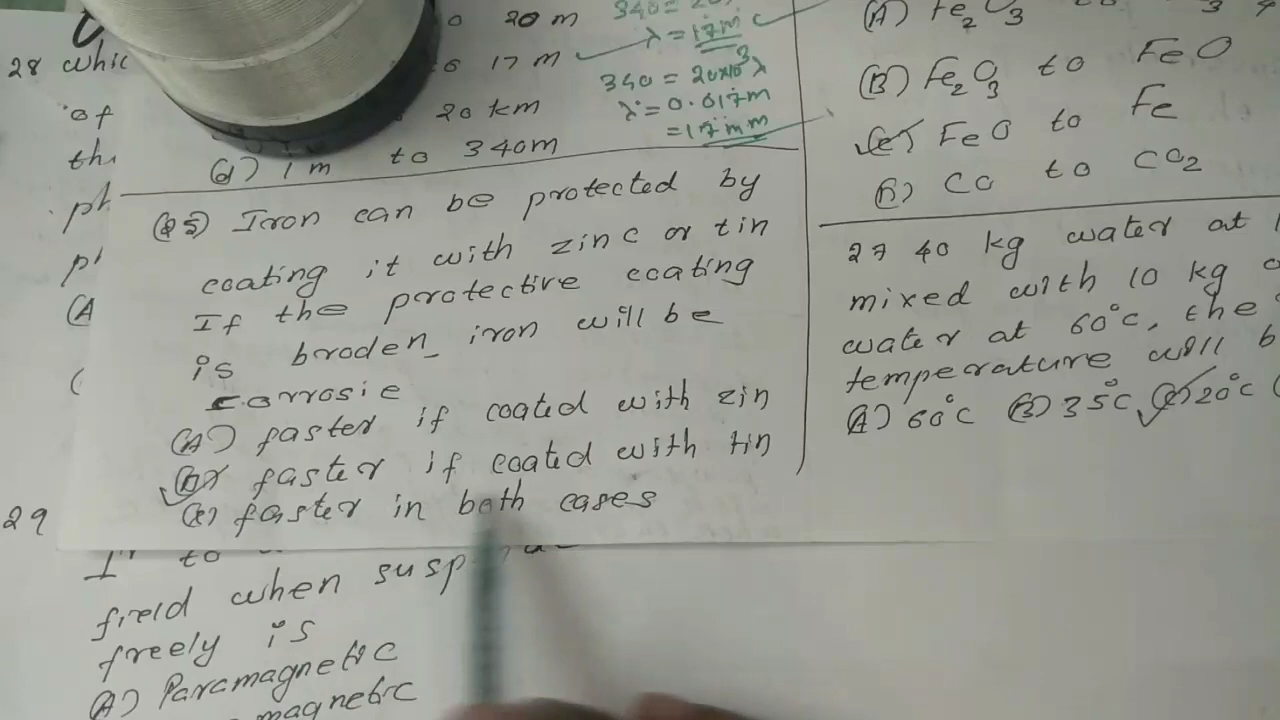 20 m
17 m
20 km
(d) 1m to 340m
λ = 17m
340 = 20×10³ λ
λ = 0.017m
= 17mm
28 whic
of
th
ph
(A
(25) Iron can be protected by
coating it with zinc or tin
If the protective coating
is broden iron will be
corrosie
(A) faster if coated with zin
(b) faster if coated with tin
(c) faster in both cases
29
to
field when susp
freely is
(A) Paramagnetic
magnetic
(A) Fe2O3
(B) Fe2O3 to FeO
(c) FeO to Fe
(D) CO to CO2
27 40 kg water at
mixed with 10 kg
water at 60°c, the
temperature will b
(A) 60°C (B) 35°C (c) 20°C